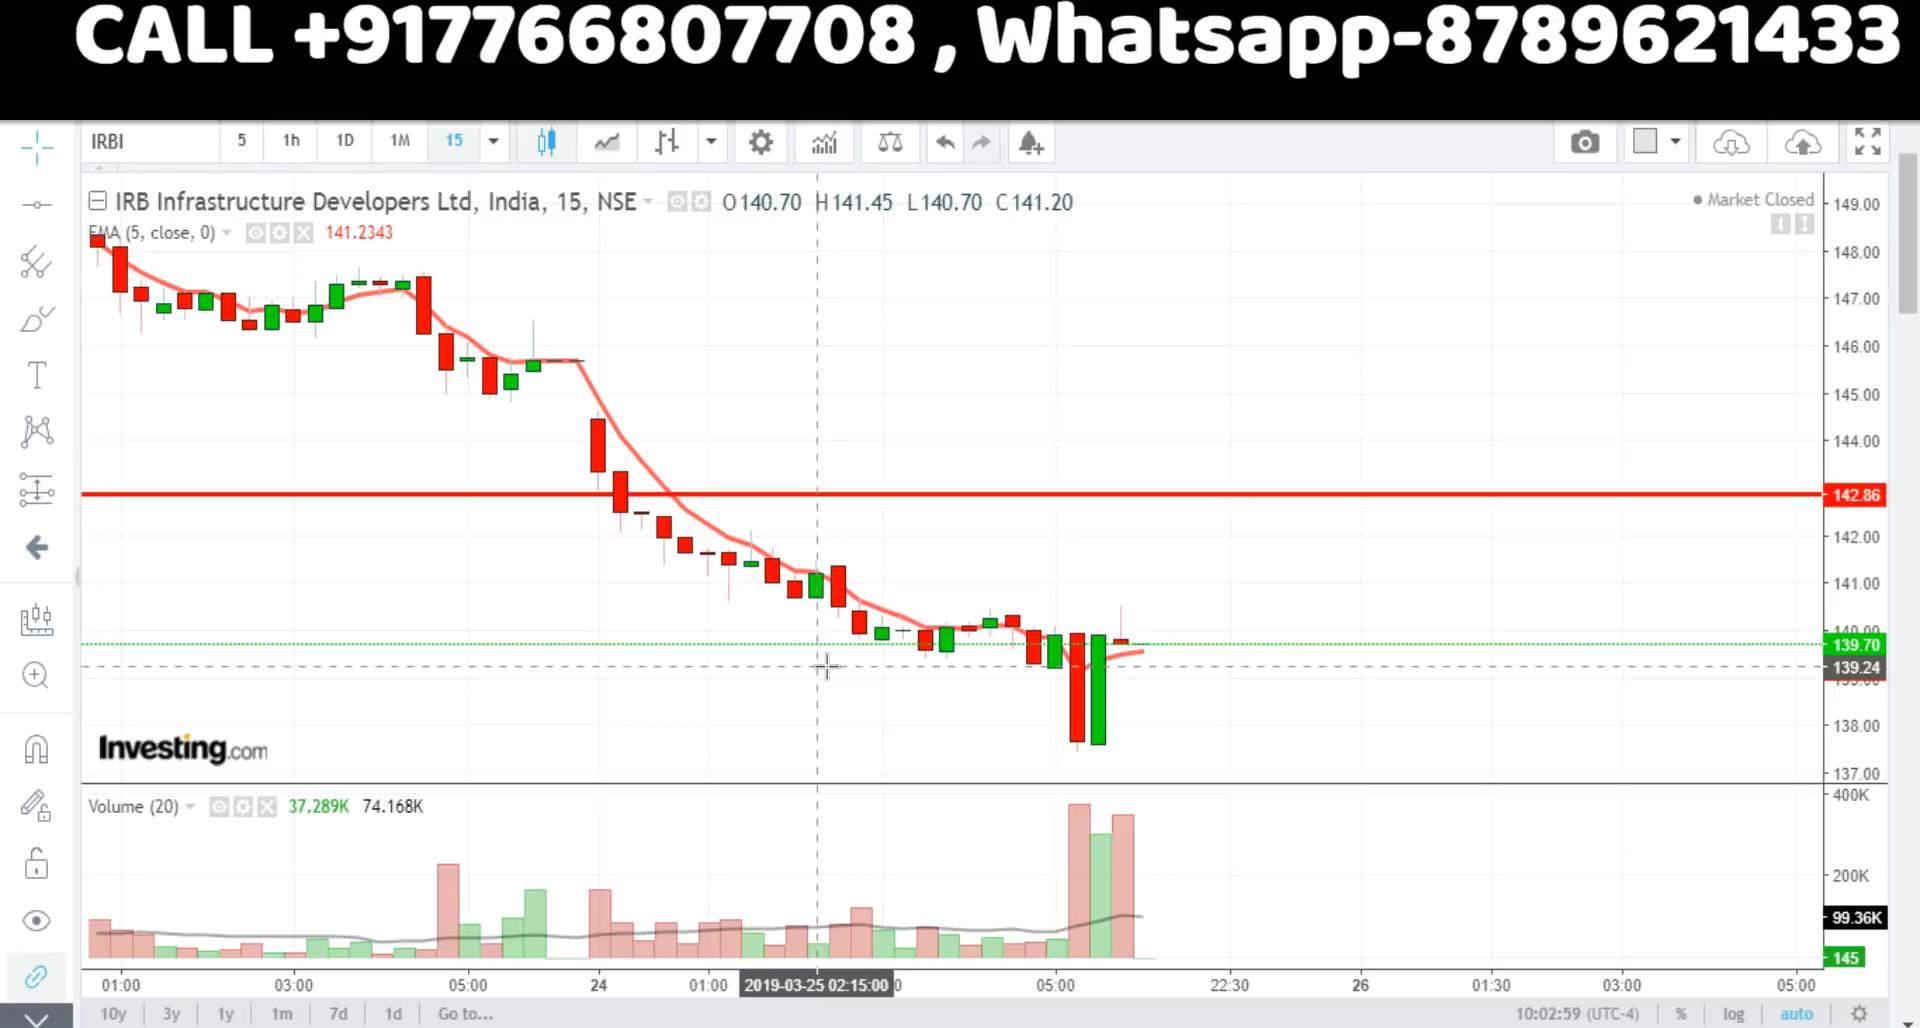 CALL +917766807708 , Whatsapp-8789621433
IRBI 5 1h 1D 1M 15
IRB Infrastructure Developers Ltd, India, 15, NSE O140.70 H141.45 L140.70 C141.20
Market Closed
EMA (5, close, 0) 141.2343
149.00
148.00
147.00
146.00
145.00
144.00
142.86
142.00
141.00
140.00
139.70
139.24
138.00
137.00
Investing.com
Volume (20) 37.289K 74.168K
400K
200K
99.36K
145
01:00 03:00 05:00 24 01:00 2019-03-25 02:15:00 05:00 22:30 26 01:30 03:00 05:00
10y 3y 1y 1m 7d 1d Go to... 10:02:59 (UTC-4) % log auto